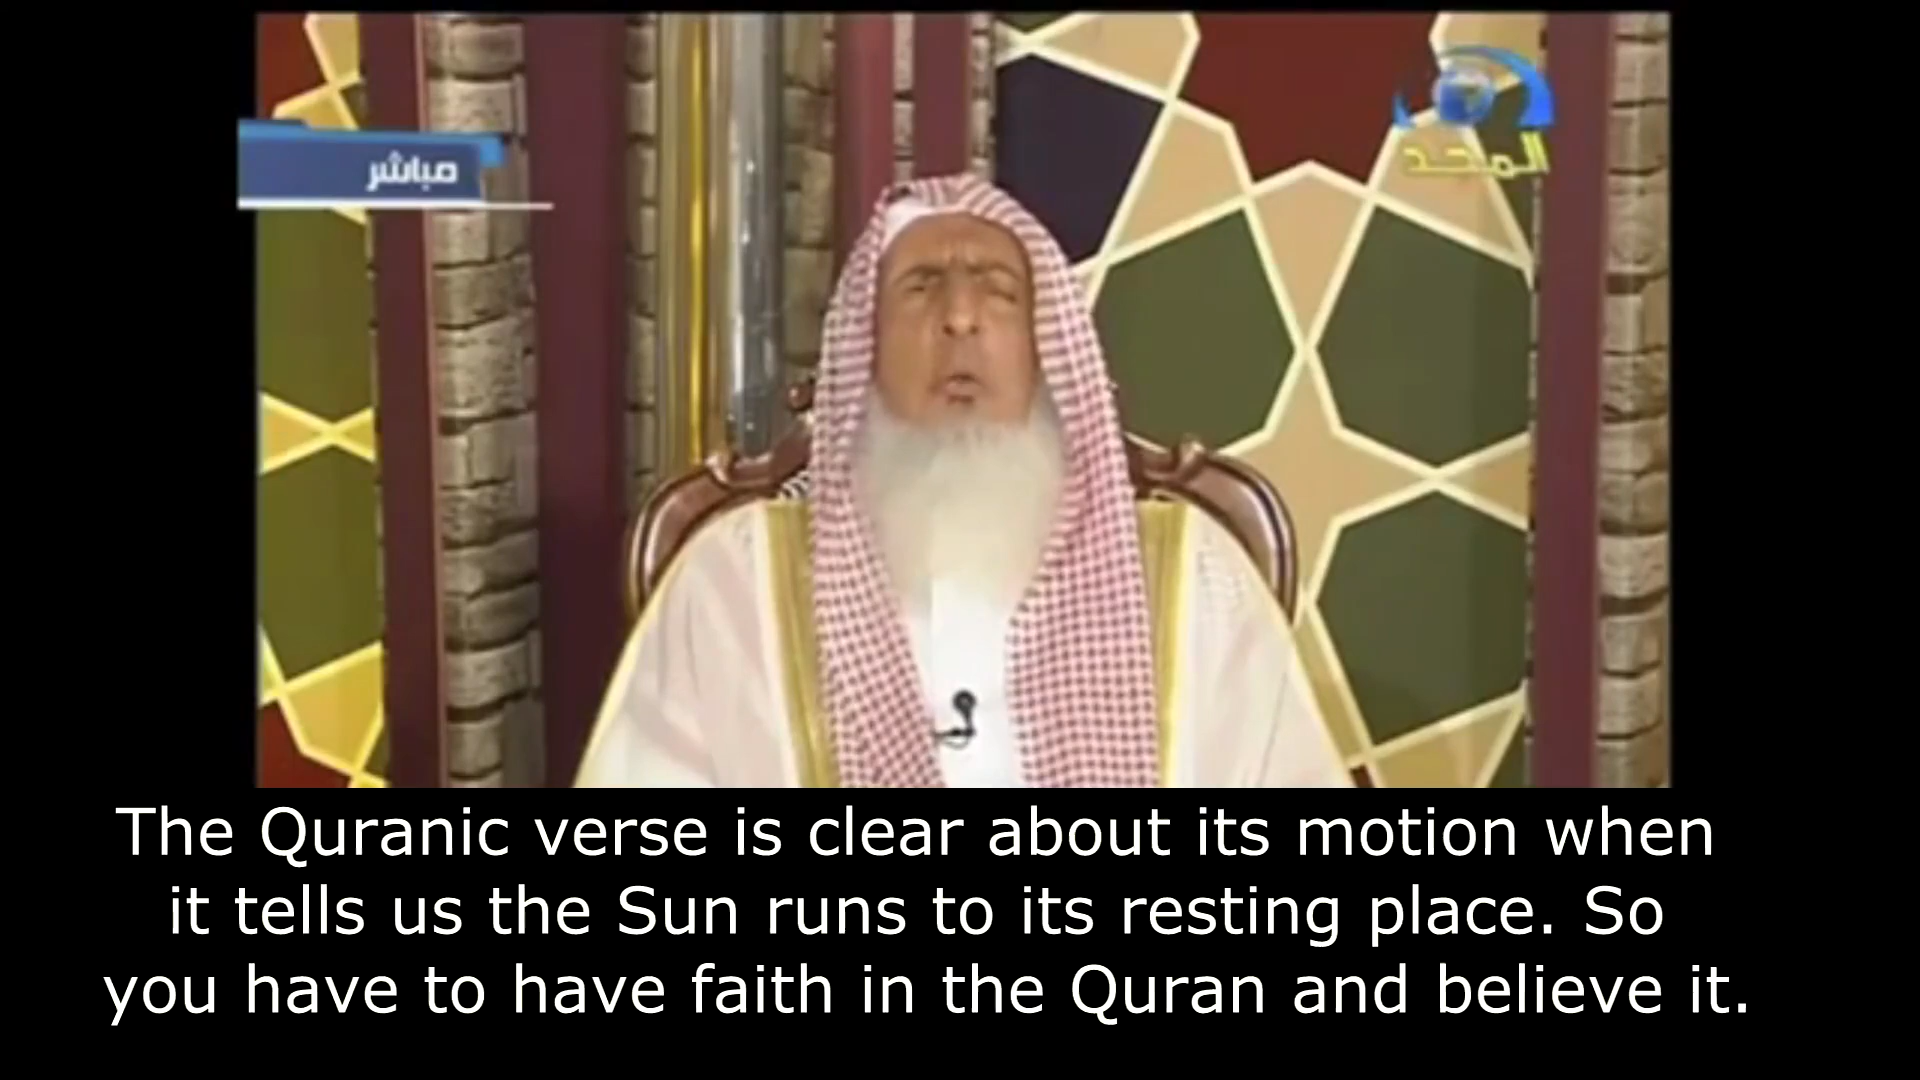 مباشر
المجد
The Quranic verse is clear about its motion when
it tells us the Sun runs to its resting place. So
you have to have faith in the Quran and believe it.